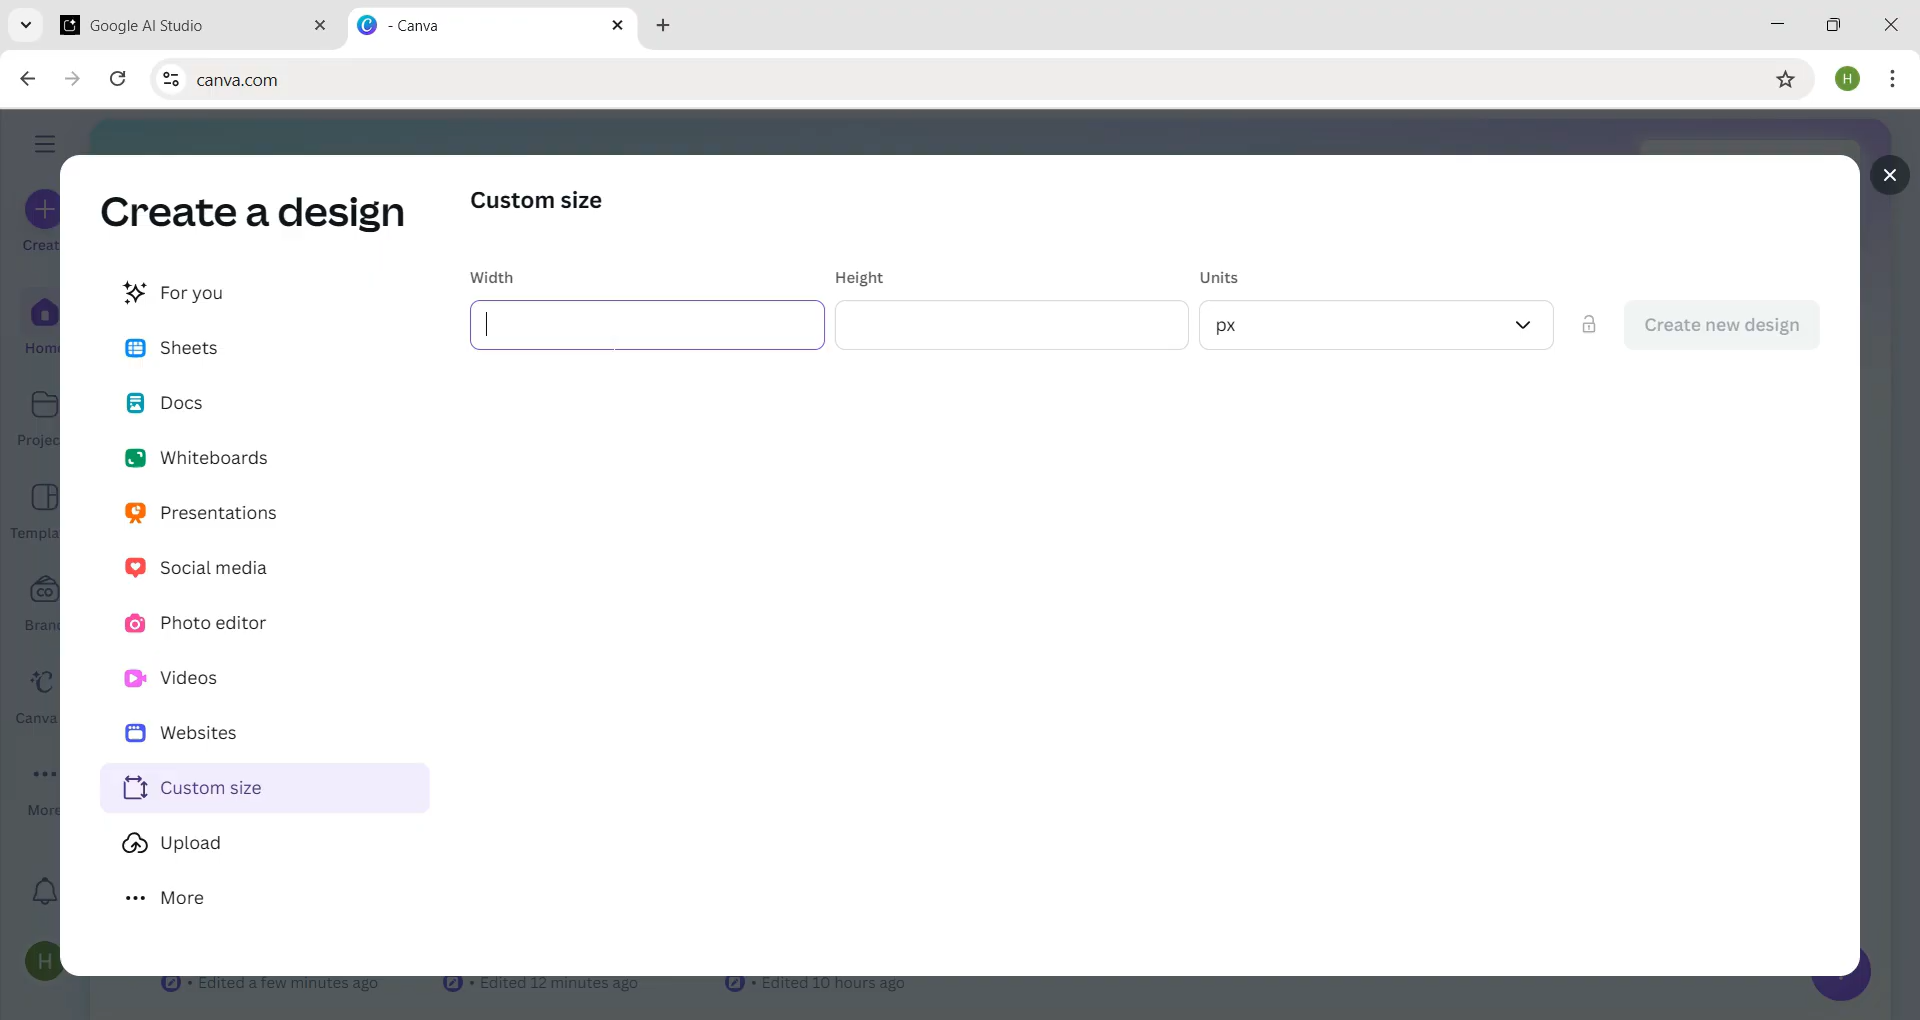 Google AI Studio
- Canva
canva.com
H
Create a design
For you
Sheets
Docs
Whiteboards
Presentations
Social media
Photo editor
Videos
Websites
Custom size
Upload
More
Custom size
Width
Height
Units
px
Create new design
Creat
Home
Projec
Templa
CO
Bran
Canva
More
H
• Edited a few minutes ago
• Edited 12 minutes ago
• Edited 10 hours ago